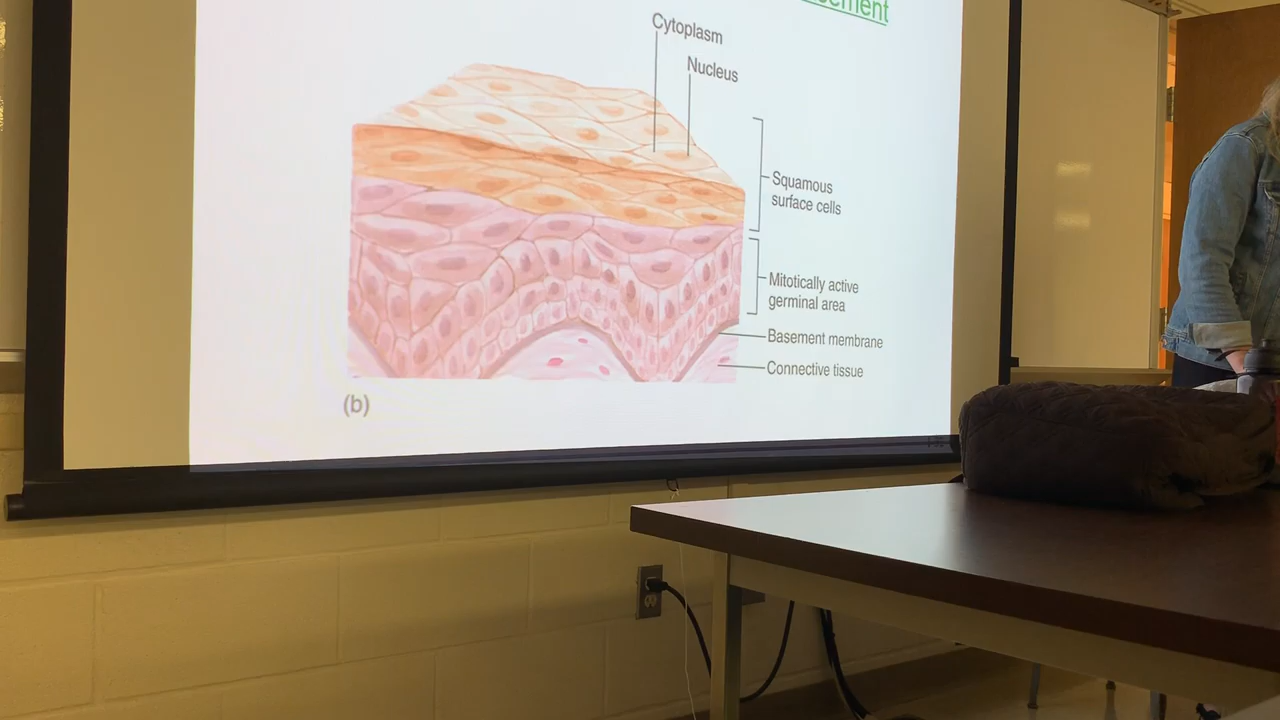 Cytoplasm
Nucleus
Squamous
surface cells
Mitotically active
germinal area
Basement membrane
Connective tissue
(b)